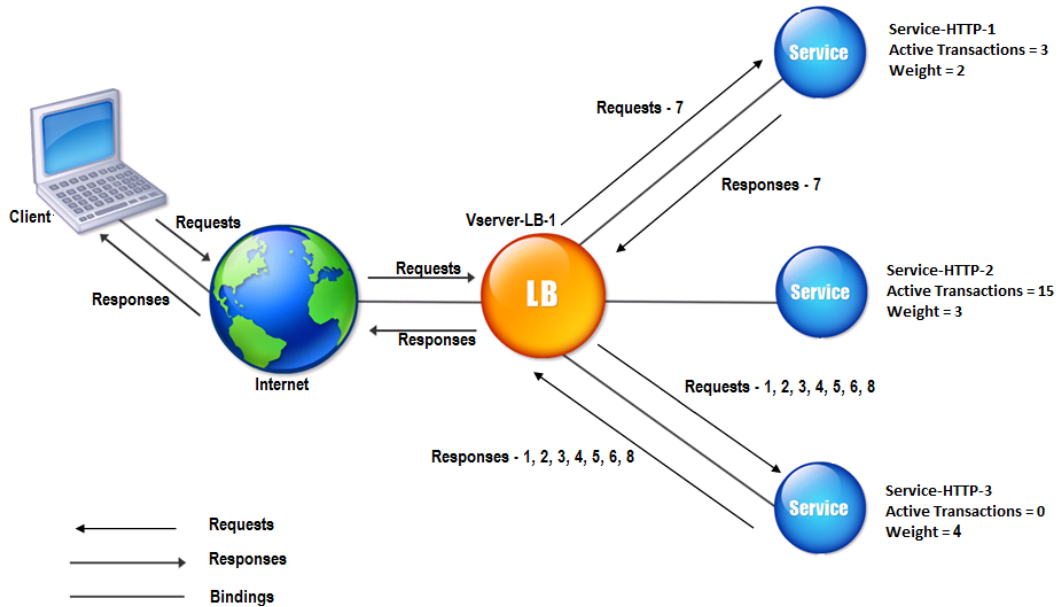 Service-HTTP-1
Active Transactions = 3
Weight = 2
Service
Requests - 7
Responses - 7
Client
Requests
Responses
Internet
Requests
Responses
Vserver-LB-1
LB
Service
Service-HTTP-2
Active Transactions = 15
Weight = 3
Requests - 1, 2, 3, 4, 5, 6, 8
Responses - 1, 2, 3, 4, 5, 6, 8
Service
Service-HTTP-3
Active Transactions = 0
Weight = 4
Requests
Responses
Bindings